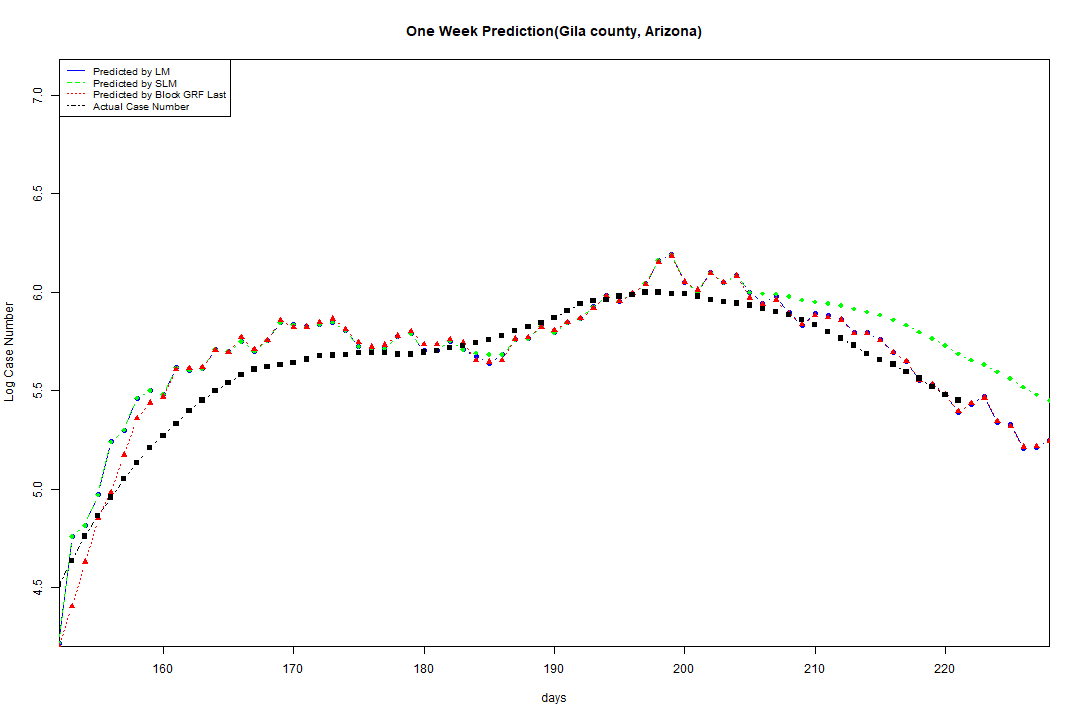 One Week Prediction(Gila county, Arizona)
Predicted by LM
Predicted by SLM
Predicted by Block GRF Last
Actual Case Number
7.0
6.5
6.0
5.5
5.0
4.5
Log Case Number
160 170 180 190 200 210 220
days